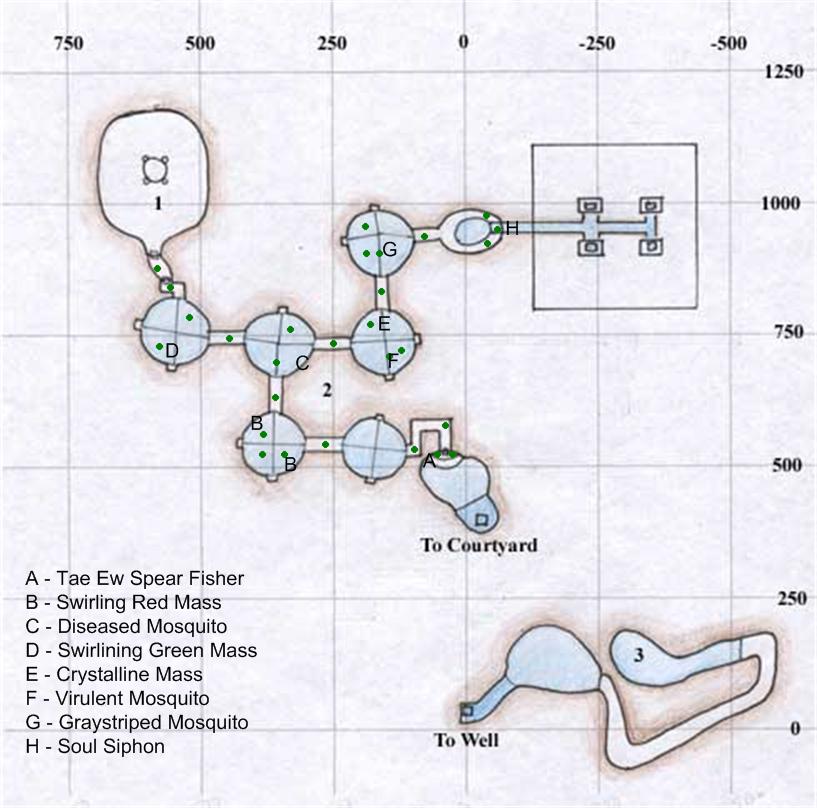 750 500 250 0 -250 -500
1250
1000
1
H
G
E
750
D
C
F
2
B
B
A
500
To Courtyard
250
A - Tae Ew Spear Fisher
B - Swirling Red Mass
C - Diseased Mosquito
D - Swirlining Green Mass
E - Crystalline Mass
F - Virulent Mosquito
G - Graystriped Mosquito
H - Soul Siphon
3
0
To Well